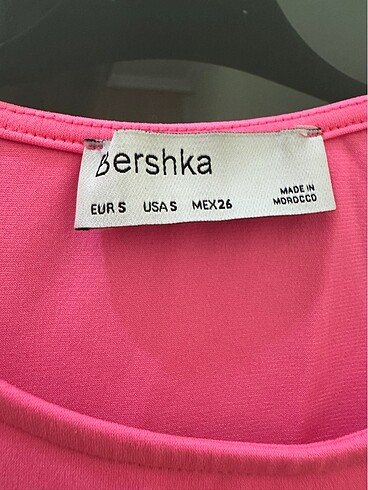 Bershka
EUR S USA S MEX 26
MADE IN
MOROCCO